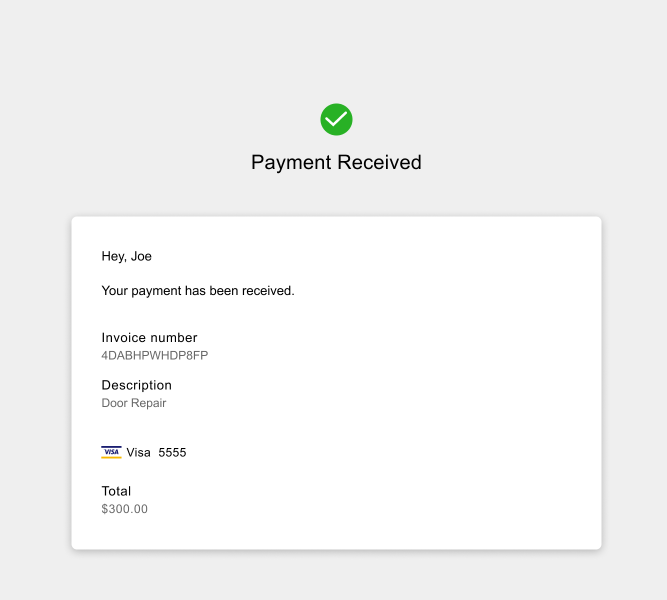 Payment Received
Hey, Joe
Your payment has been received.
Invoice number
4DABHPWHDP8FP
Description
Door Repair
VISA Visa 5555
Total
$300.00